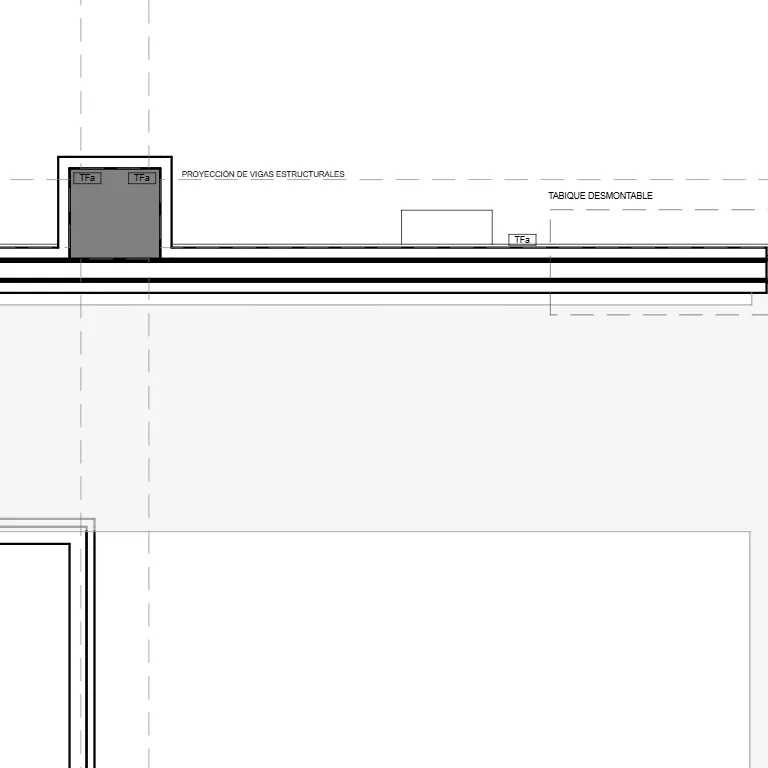 PROYECCIÓN DE VIGAS ESTRUCTURALES
TFa
TFa
TABIQUE DESMONTABLE
TFa